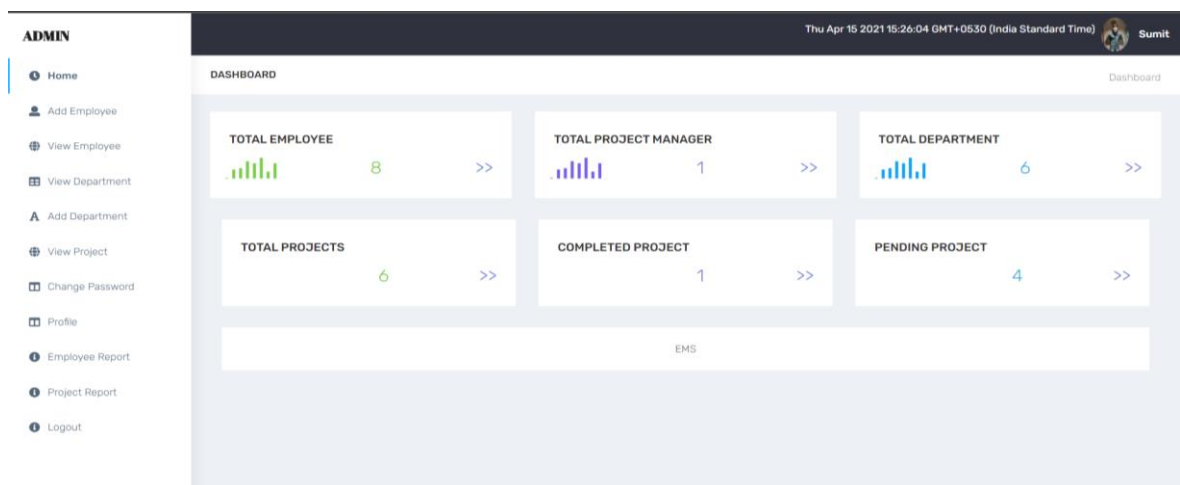 ADMIN
Thu Apr 15 2021 15:26:04 GMT+0530 (India Standard Time)
Sumit
Home
Add Employee
View Employee
View Department
Add Department
View Project
Change Password
Profile
Employee Report
Project Report
Logout
DASHBOARD
Dashboard
TOTAL EMPLOYEE
8 >>
TOTAL PROJECT MANAGER
1 >>
TOTAL DEPARTMENT
6 >>
TOTAL PROJECTS
6 >>
COMPLETED PROJECT
1 >>
PENDING PROJECT
4 >>
EMS